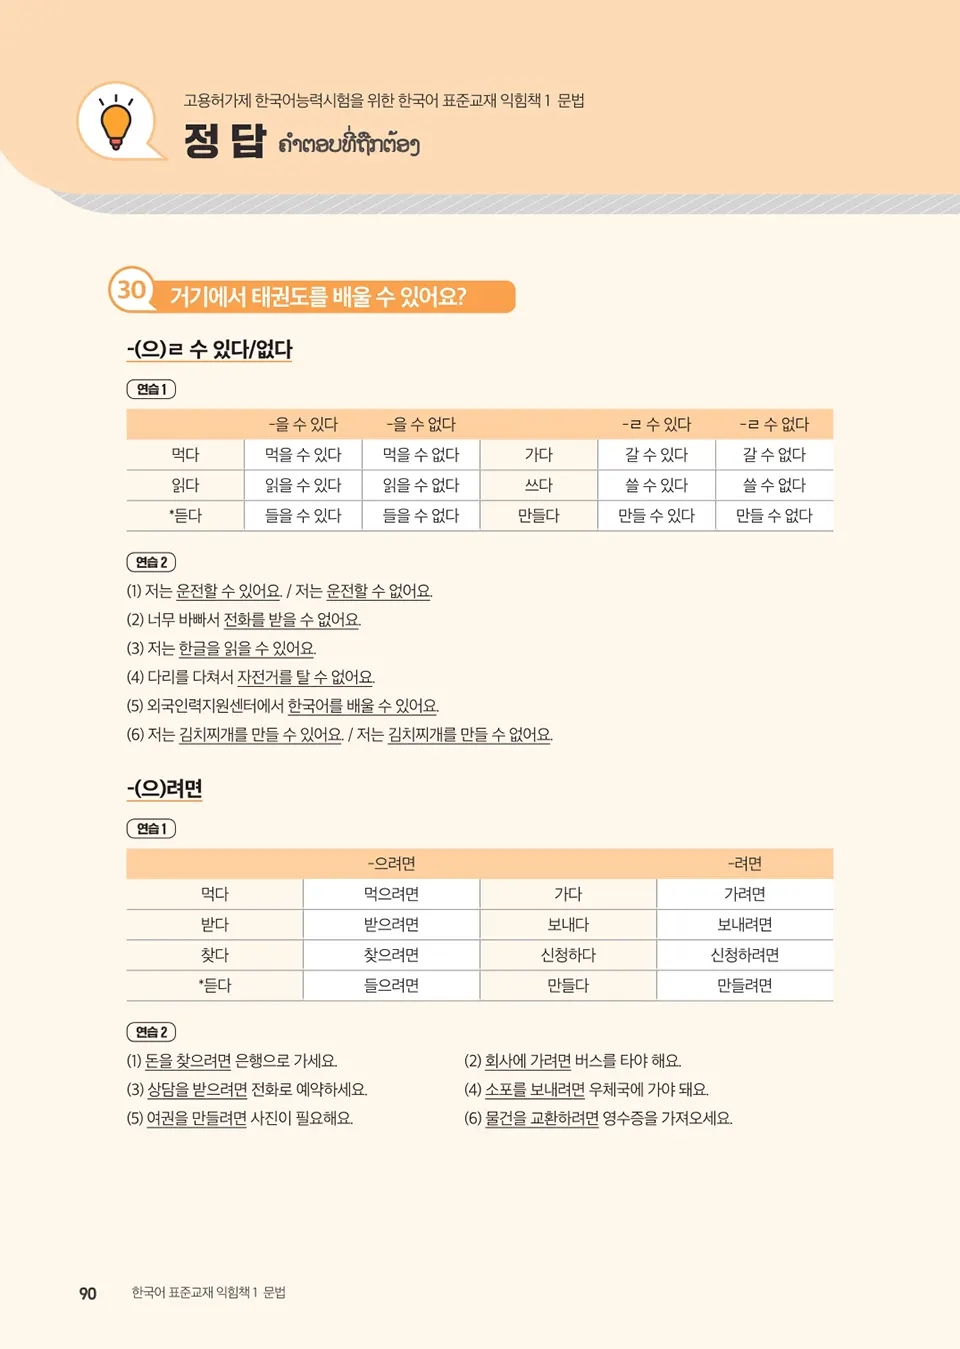 고용허가제 한국어능력시험을 위한 한국어 표준교재 익힘책 1 문법
정 답 ຄຳຕອບທີ່ຖືກຕ້ອງ
30 거기에서 태권도를 배울 수 있어요?
-(으)ㄹ 수 있다/없다
연습 1
-을 수 있다 -을 수 없다 -ㄹ 수 있다 -ㄹ 수 없다
먹다 먹을 수 있다 먹을 수 없다 가다 갈 수 있다 갈 수 없다
읽다 읽을 수 있다 읽을 수 없다 쓰다 쓸 수 있다 쓸 수 없다
*듣다 들을 수 있다 들을 수 없다 만들다 만들 수 있다 만들 수 없다
연습 2
(1) 저는 운전할 수 있어요. / 저는 운전할 수 없어요.
(2) 너무 바빠서 전화를 받을 수 없어요.
(3) 저는 한글을 읽을 수 있어요.
(4) 다리를 다쳐서 자전거를 탈 수 없어요.
(5) 외국인력지원센터에서 한국어를 배울 수 있어요.
(6) 저는 김치찌개를 만들 수 있어요. / 저는 김치찌개를 만들 수 없어요.
-(으)려면
연습 1
-으려면 -려면
먹다 먹으려면 가다 가려면
받다 받으려면 보내다 보내려면
찾다 찾으려면 신청하다 신청하려면
*듣다 들으려면 만들다 만들려면
연습 2
(1) 돈을 찾으려면 은행으로 가세요. (2) 회사에 가려면 버스를 타야 해요.
(3) 상담을 받으려면 전화로 예약하세요. (4) 소포를 보내려면 우체국에 가야 돼요.
(5) 여권을 만들려면 사진이 필요해요. (6) 물건을 교환하려면 영수증을 가져오세요.
90 한국어 표준교재 익힘책 1 문법